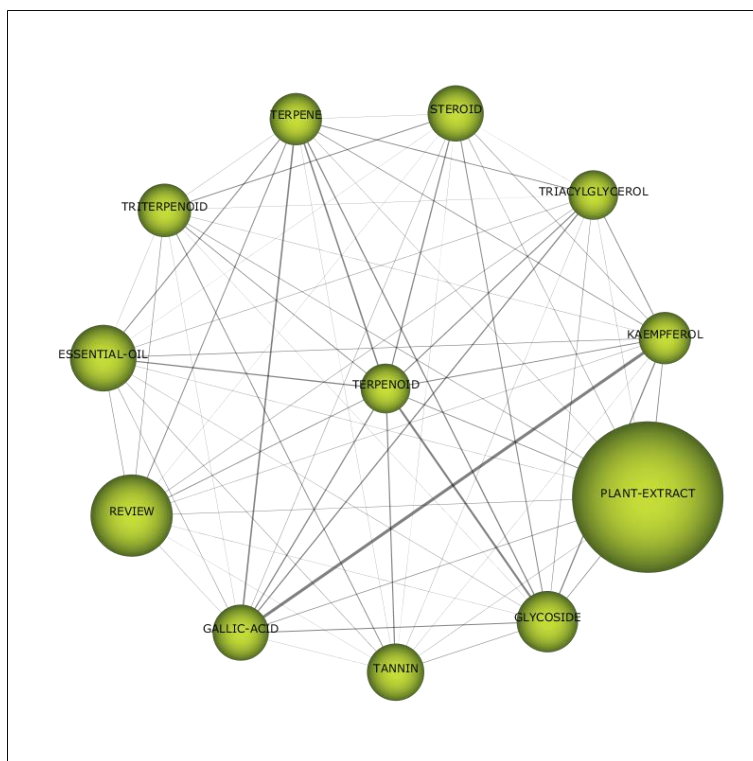 STEROID
TERPENE
TRIACYLGLYCEROL
TRITERPENOID
KAEMPFEROL
ESSENTIAL-OIL
TERPENOID
PLANT-EXTRACT
REVIEW
GLYCOSIDE
GALLIC-ACID
TANNIN